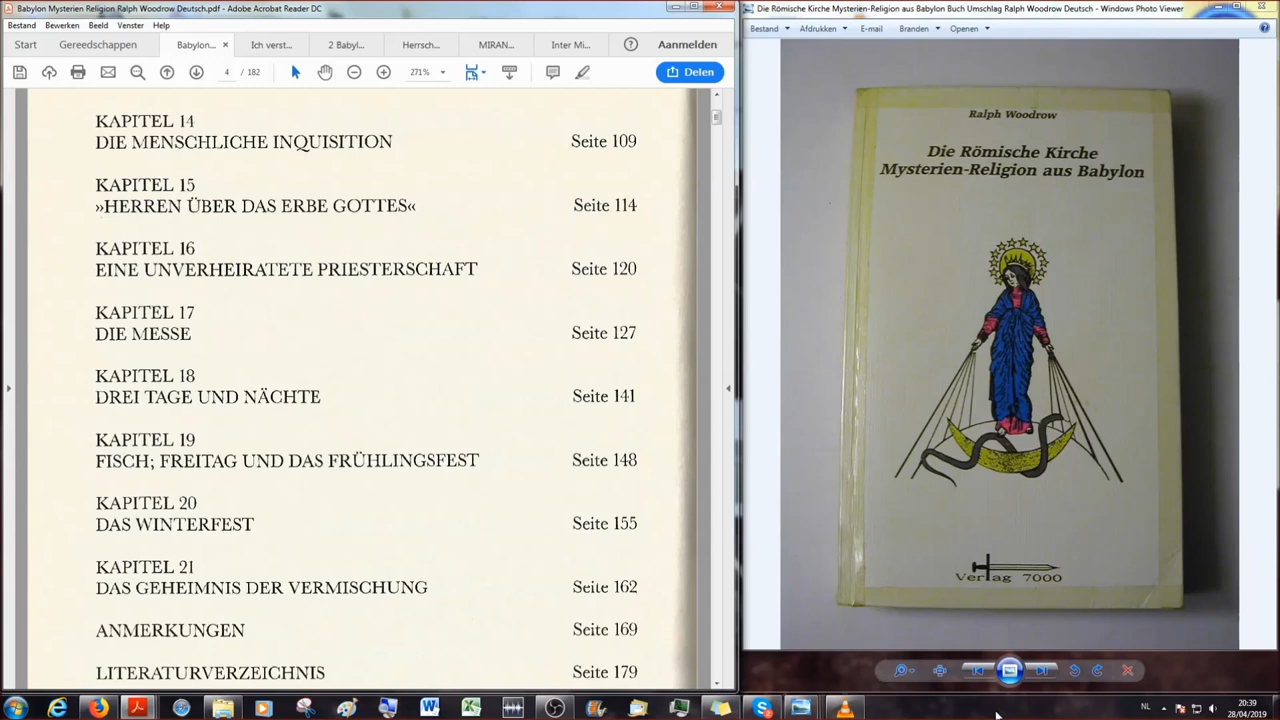 Babylon Mysterien Religion Ralph Woodrow Deutsch.pdf - Adobe Acrobat Reader DC
Bestand Bewerken Beeld Venster Help
Start Gereedschappen Babylon... × Ich verst... 2 Babyl... Herrsch... MIRAN... Inter Mi... Aanmelden
4 / 182 271% Delen
KAPITEL 14
DIE MENSCHLICHE INQUISITION Seite 109
KAPITEL 15
»HERREN ÜBER DAS ERBE GOTTES« Seite 114
KAPITEL 16
EINE UNVERHEIRATETE PRIESTERSCHAFT Seite 120
KAPITEL 17
DIE MESSE Seite 127
KAPITEL 18
DREI TAGE UND NÄCHTE Seite 141
KAPITEL 19
FISCH; FREITAG UND DAS FRÜHLINGSFEST Seite 148
KAPITEL 20
DAS WINTERFEST Seite 155
KAPITEL 21
DAS GEHEIMNIS DER VERMISCHUNG Seite 162
ANMERKUNGEN Seite 169
LITERATURVERZEICHNIS Seite 179
Die Römische Kirche Mysterien-Religion aus Babylon Buch Umschlag Ralph Woodrow Deutsch - Windows Photo Viewer
Bestand Afdrukken E-mail Branden Openen
Ralph Woodrow
Die Römische Kirche
Mysterien-Religion aus Babylon
Verlag 7000
NL 20:39
28/04/2019